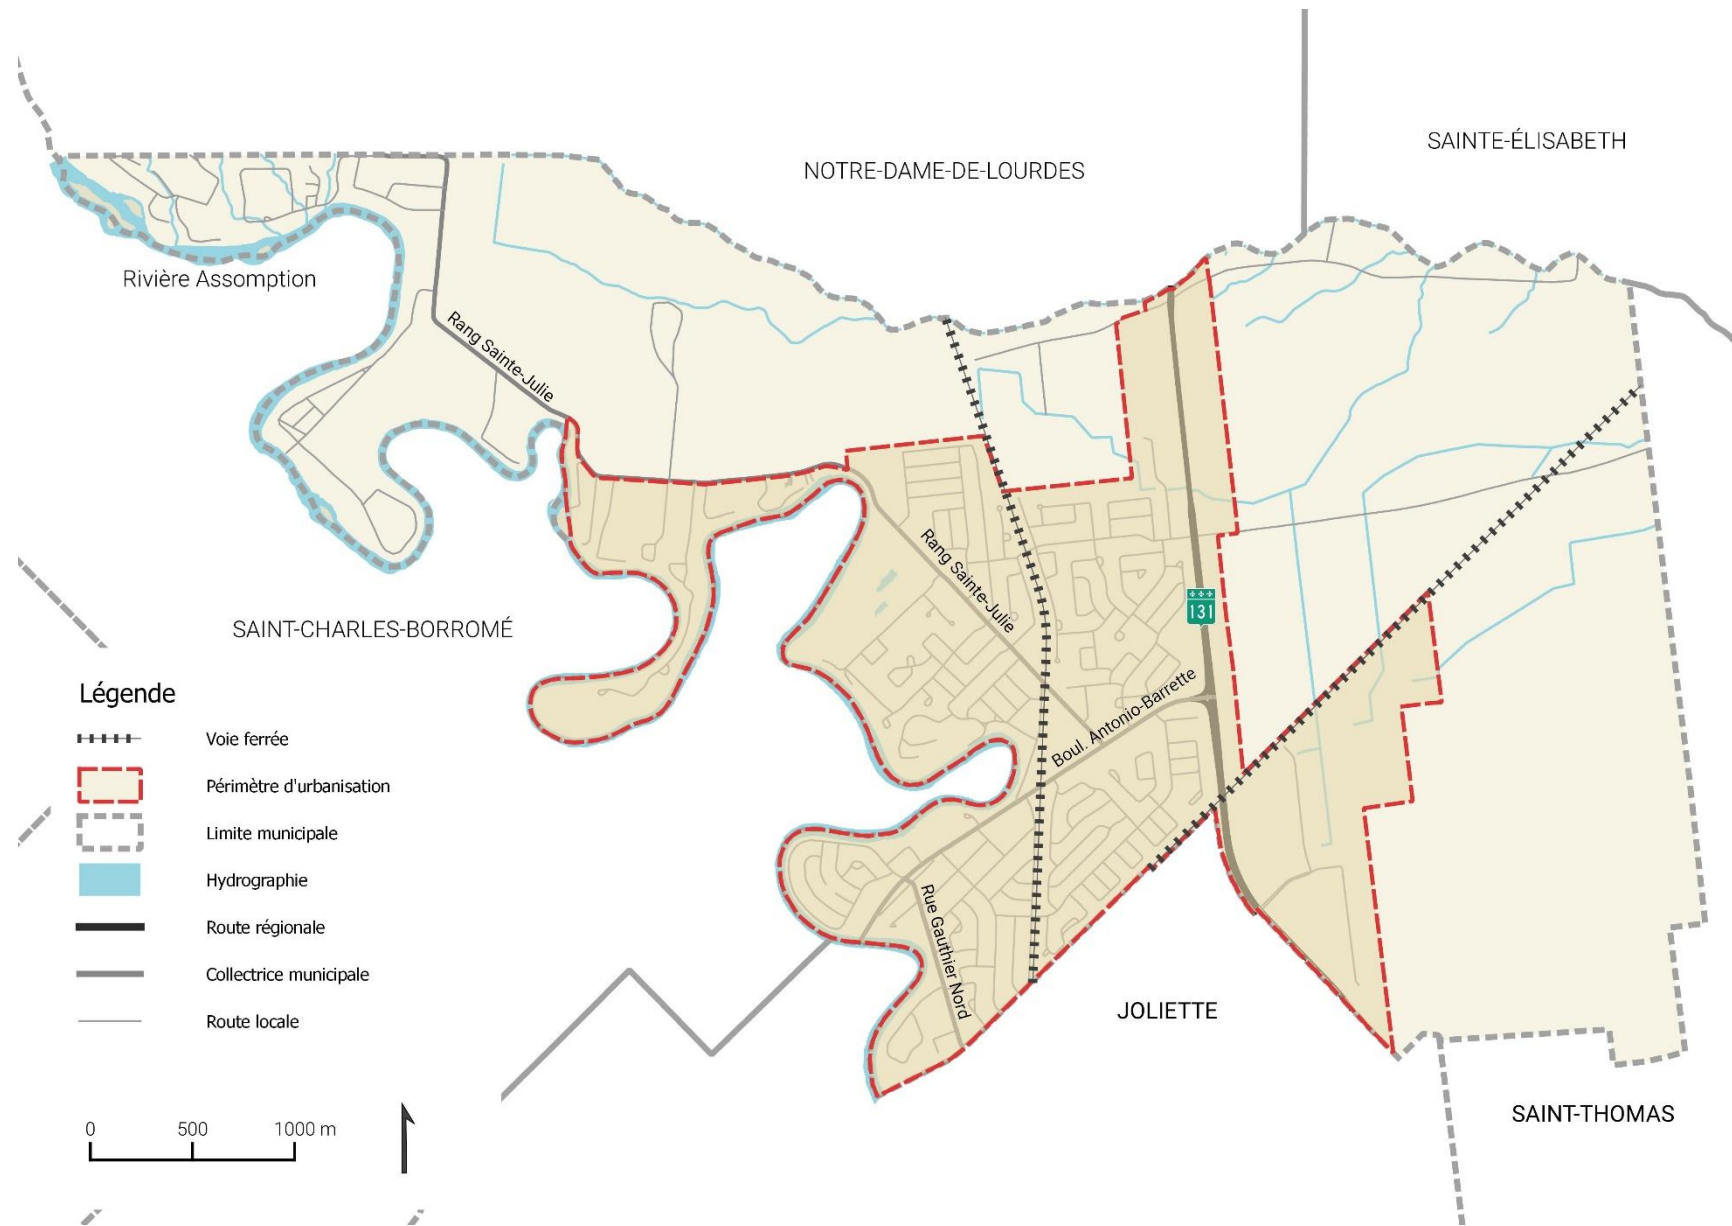 SAINTE-ÉLISABETH
NOTRE-DAME-DE-LOURDES
Rivière Assomption
Rang Sainte-Julie
Rang Sainte-Julie
131
SAINT-CHARLES-BORROMÉ
Boul. Antonio-Barrette
Légende
Voie ferrée
Périmètre d'urbanisation
Limite municipale
Hydrographie
Route régionale
Collectrice municipale
Route locale
Rue Gauthier Nord
JOLIETTE
SAINT-THOMAS
0 500 1000 m